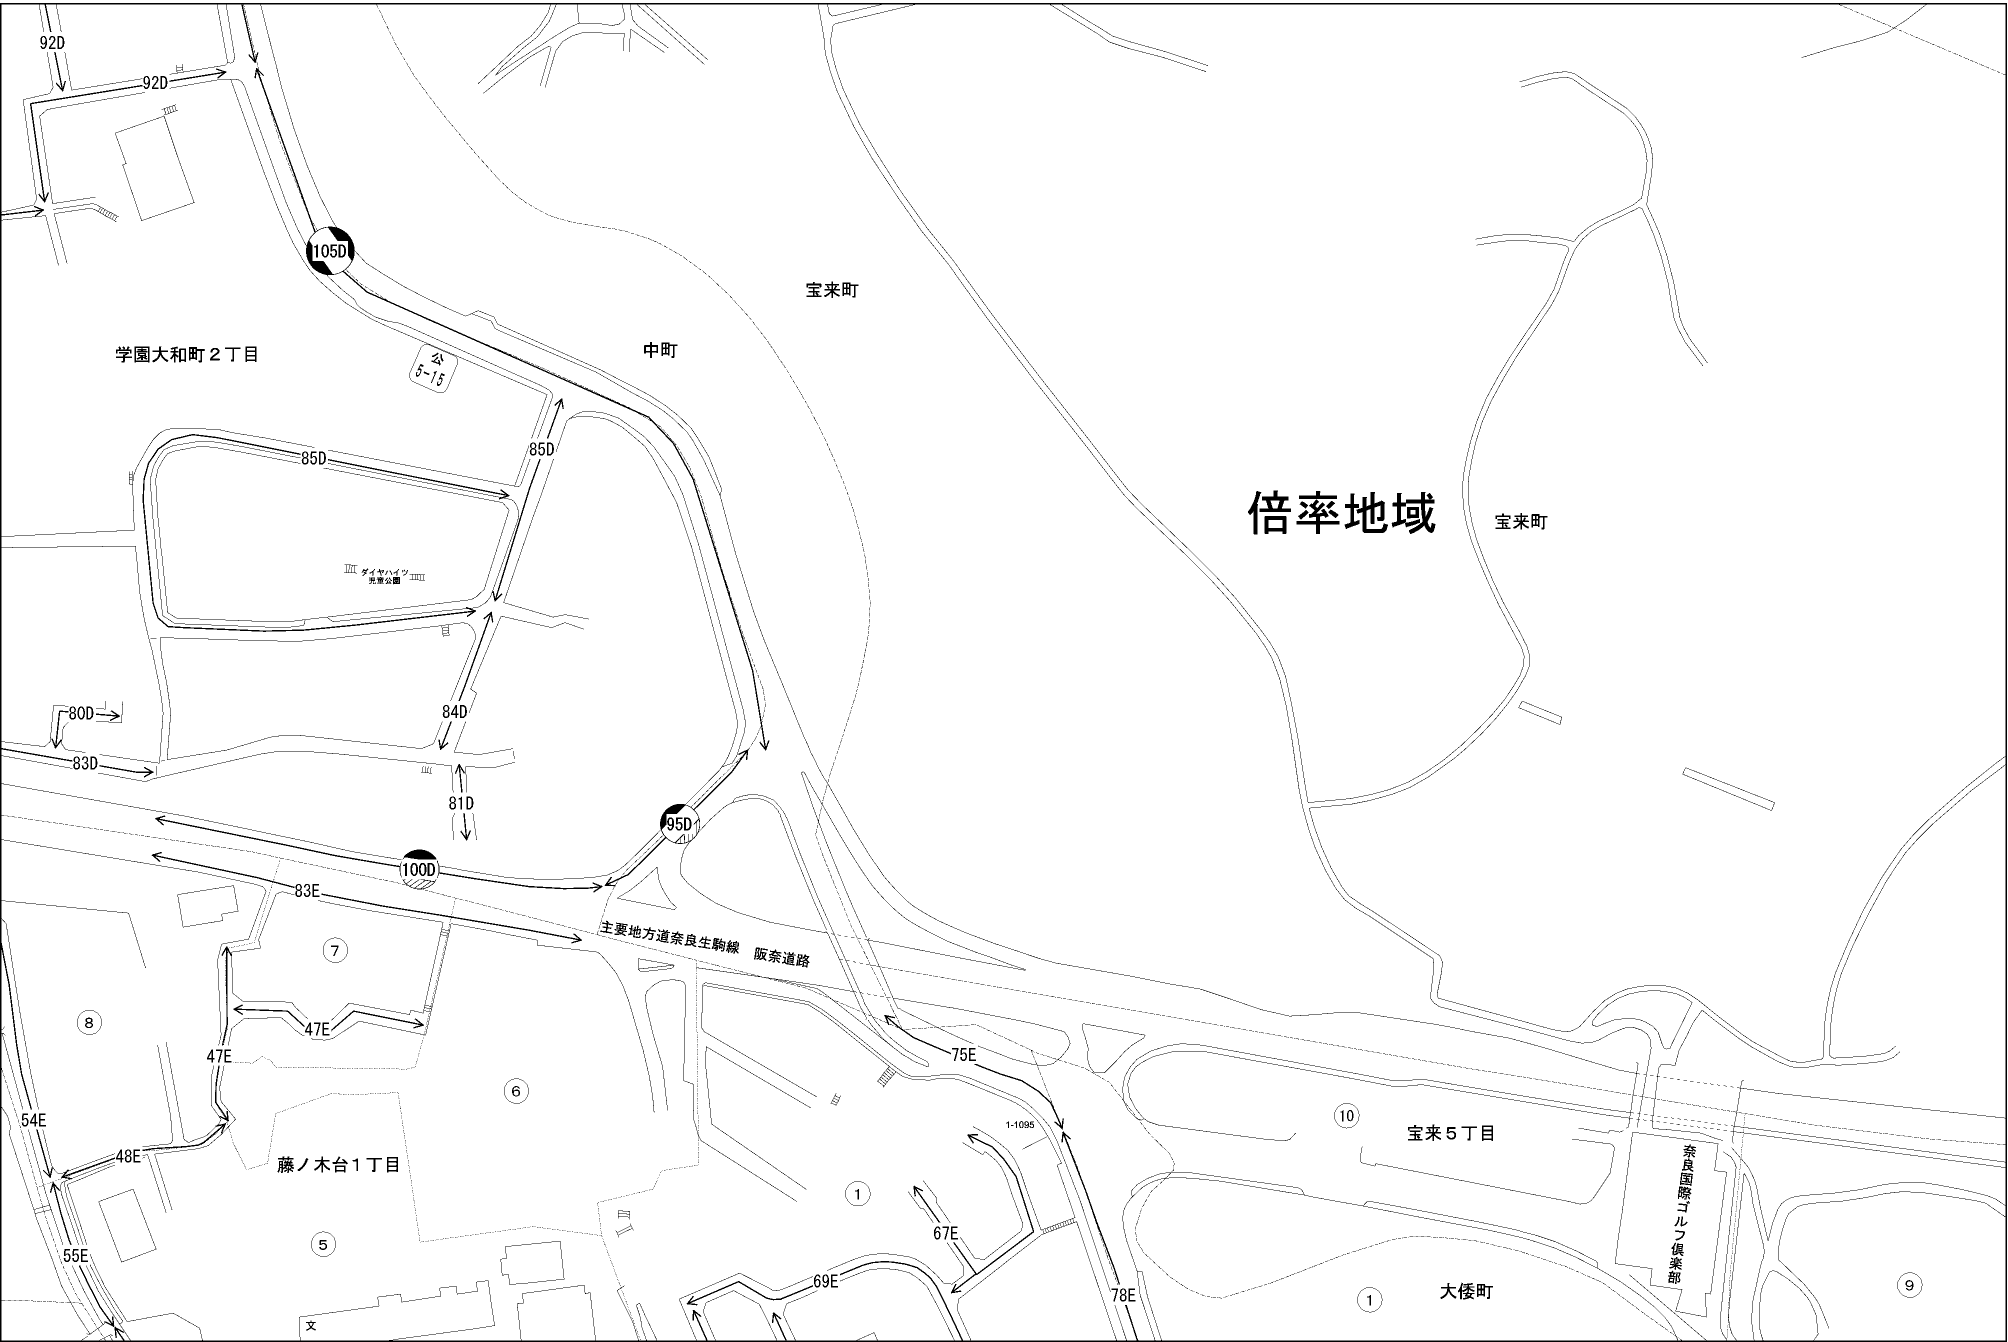 92D
92D
105D
宝来町
中町
学園大和町２丁目
公
5-15
85D
85D
倍率地域
宝来町
ダイヤハイツ
児童公園
80D
84D
83D
81D
95D
100D
83E
主要地方道奈良生駒線　阪奈道路
⑦
⑧
47E
47E
75E
⑥
⑩
54E
1-1095
宝来５丁目
48E
藤ノ木台１丁目
奈良国際ゴルフ倶楽部
①
67E
⑤
55E
69E
78E
大倭町
①
⑨
文